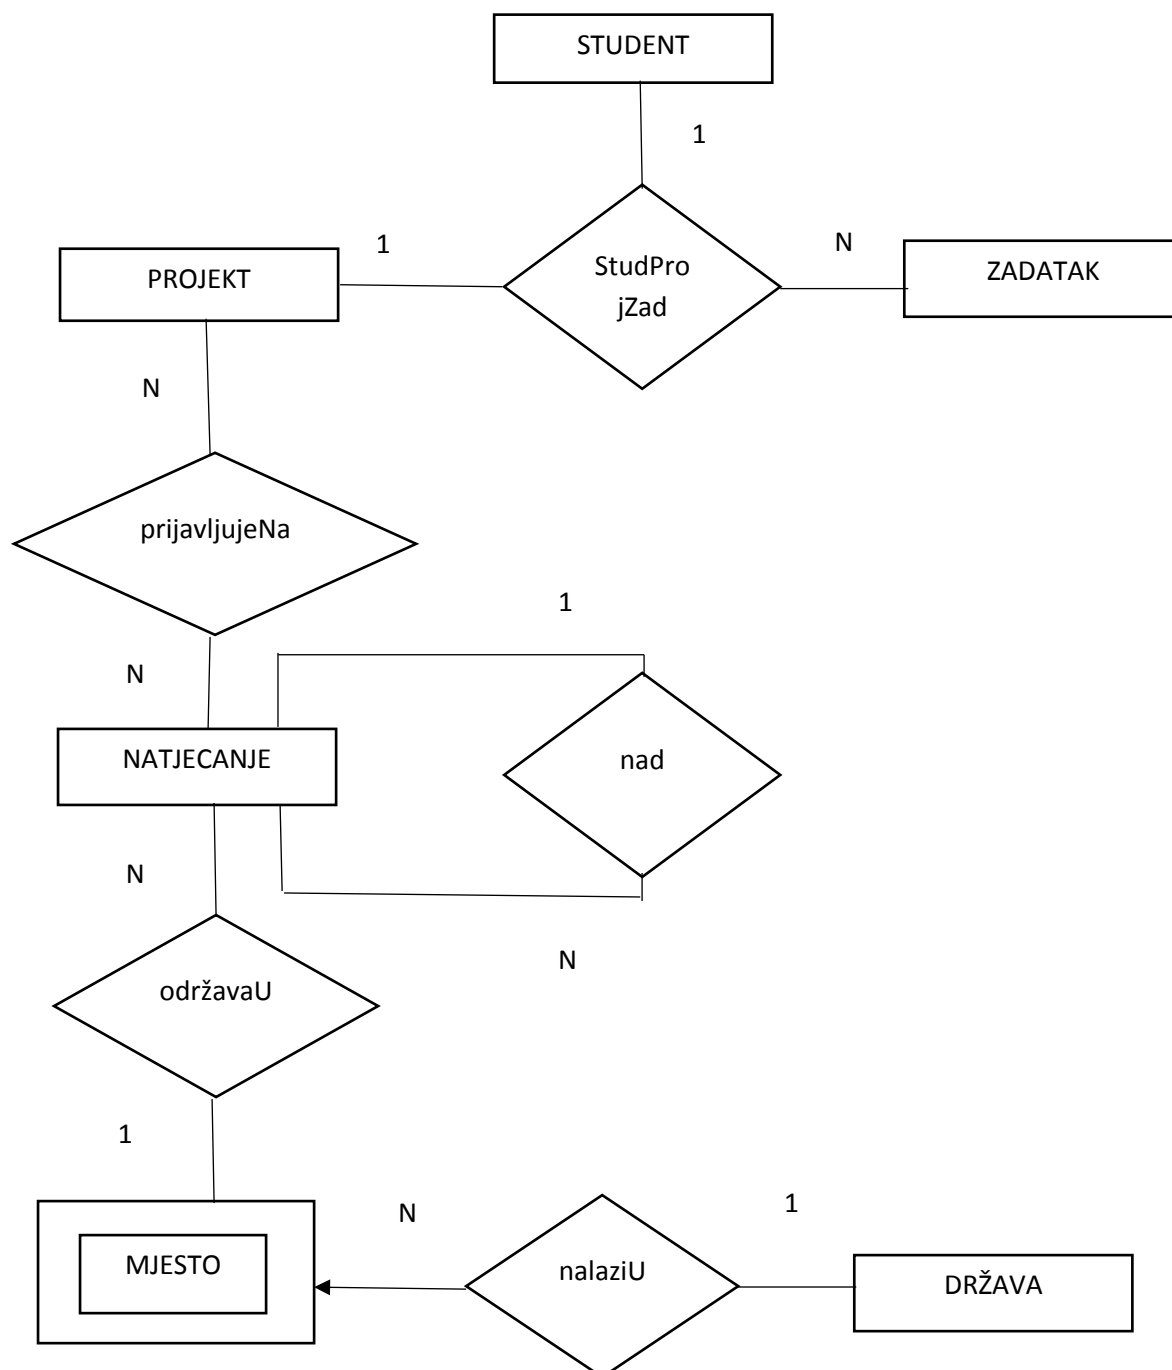 STUDENT
1
1
N
PROJEKT
StudPro
jZad
ZADATAK
N
prijavljujeNa
1
N
NATJECANJE
nad
N
N
održavaU
1
N
1
MJESTO
nalaziU
DRŽAVA